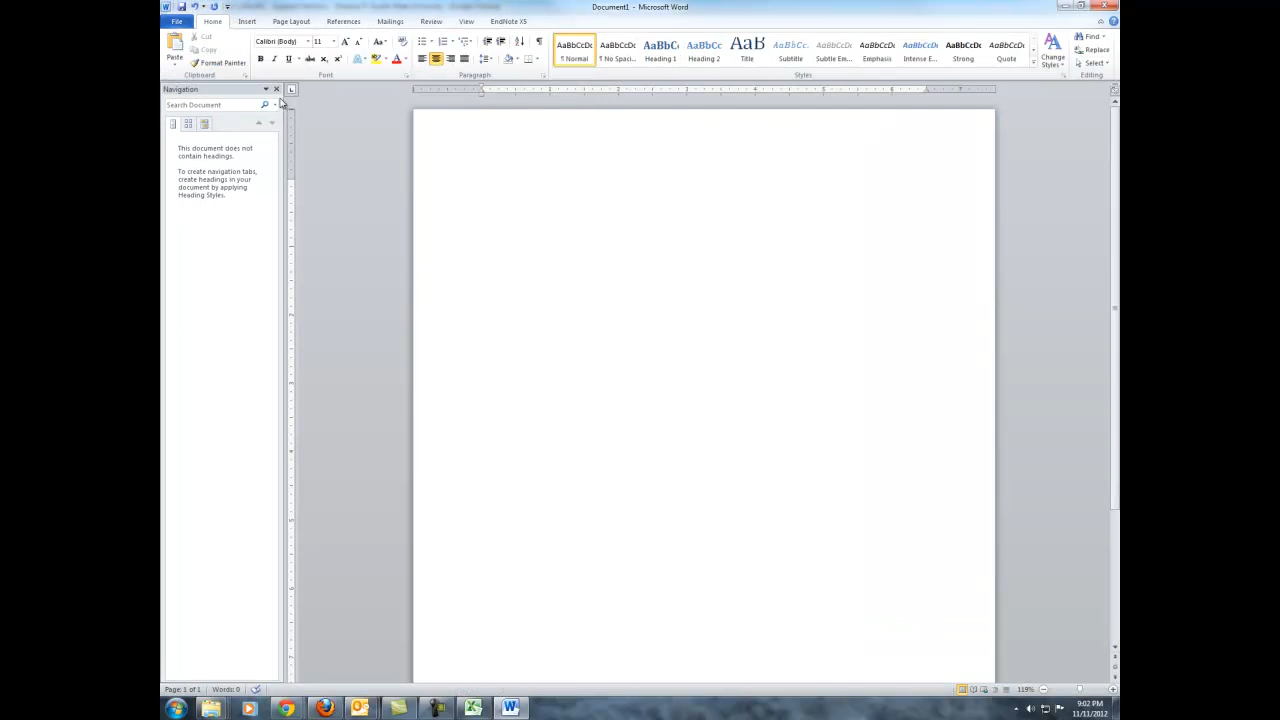 Document1 - Microsoft Word
File Home Insert Page Layout References Mailings Review View EndNote X5
Paste
Cut
Copy
Format Painter
Clipboard
Calibri (Body) 11
Font
Paragraph
AaBbCcDc AaBbCcDc AaBbC AaBbCc AaB AaBbCc. AaBbCcDc AaBbCcDc AaBbCcDc AaBbCcDc AaBbCcDc
¶ Normal ¶ No Spaci... Heading 1 Heading 2 Title Subtitle Subtle Em... Emphasis Intense E... Strong Quote
Styles
Change
Styles
Find
Replace
Select
Editing
Navigation
Search Document
This document does not
contain headings.
To create navigation tabs,
create headings in your
document by applying
Heading Styles.
Page: 1 of 1 Words: 0
119%
9:02 PM
11/11/2012